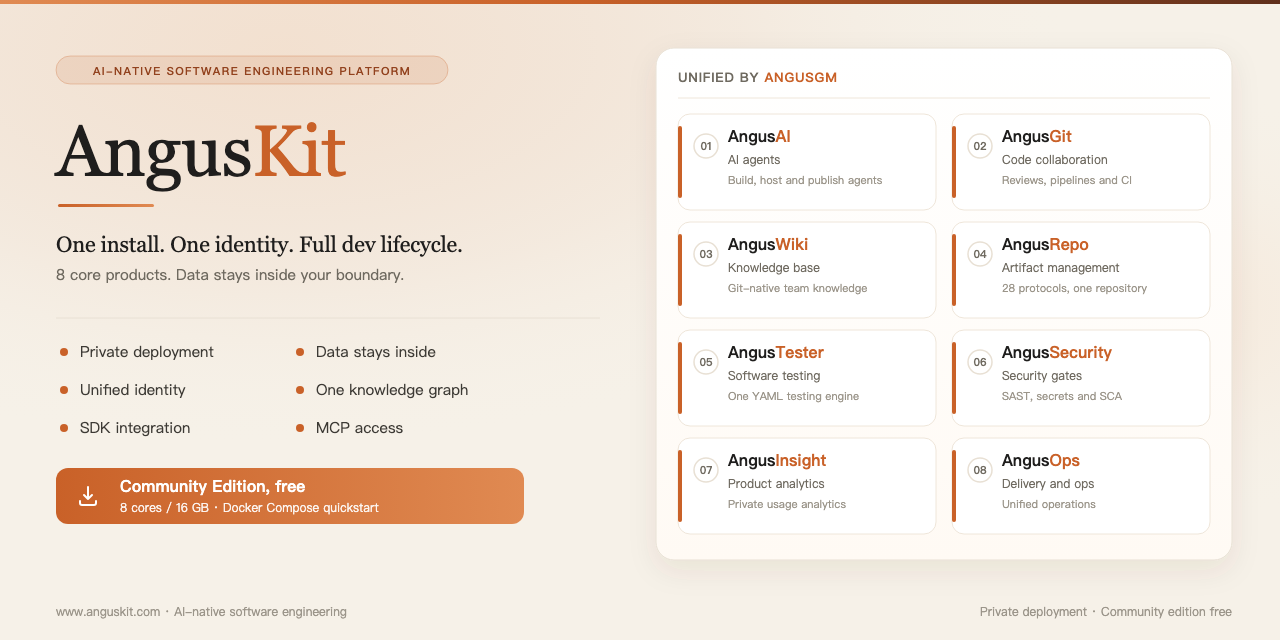 AI-NATIVE SOFTWARE ENGINEERING PLATFORM
AngusKit
One install. One identity. Full dev lifecycle.
8 core products. Data stays inside your boundary.
Private deployment
Data stays inside
Unified identity
One knowledge graph
SDK integration
MCP access
Community Edition, free
8 cores / 16 GB · Docker Compose quickstart
UNIFIED BY ANGUSGM
01
AngusAI
AI agents
Build, host and publish agents
02
AngusGit
Code collaboration
Reviews, pipelines and CI
03
AngusWiki
Knowledge base
Git-native team knowledge
04
AngusRepo
Artifact management
28 protocols, one repository
05
AngusTester
Software testing
One YAML testing engine
06
AngusSecurity
Security gates
SAST, secrets and SCA
07
AngusInsight
Product analytics
Private usage analytics
08
AngusOps
Delivery and ops
Unified operations
www.anguskit.com · AI-native software engineering
Private deployment · Community edition free